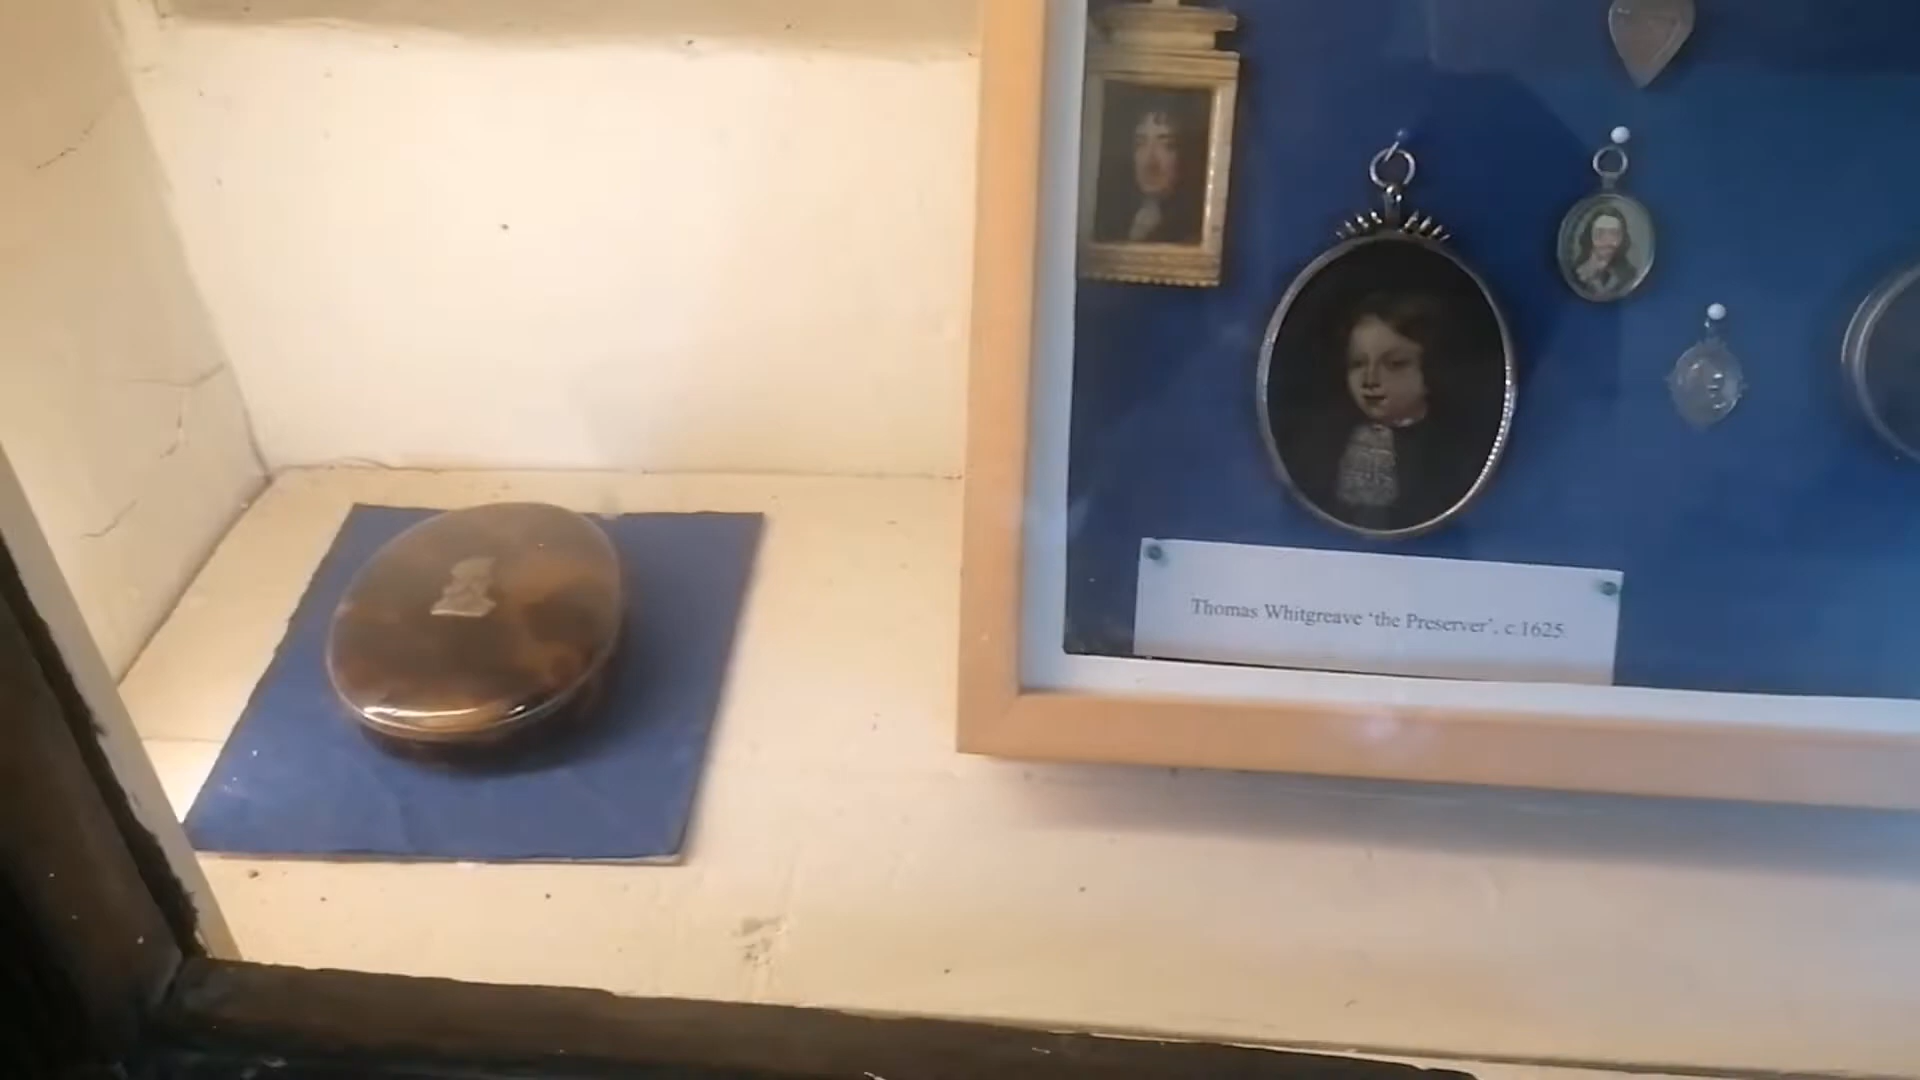 Thomas Whitgreave ‘the Preserver’, c.1625.